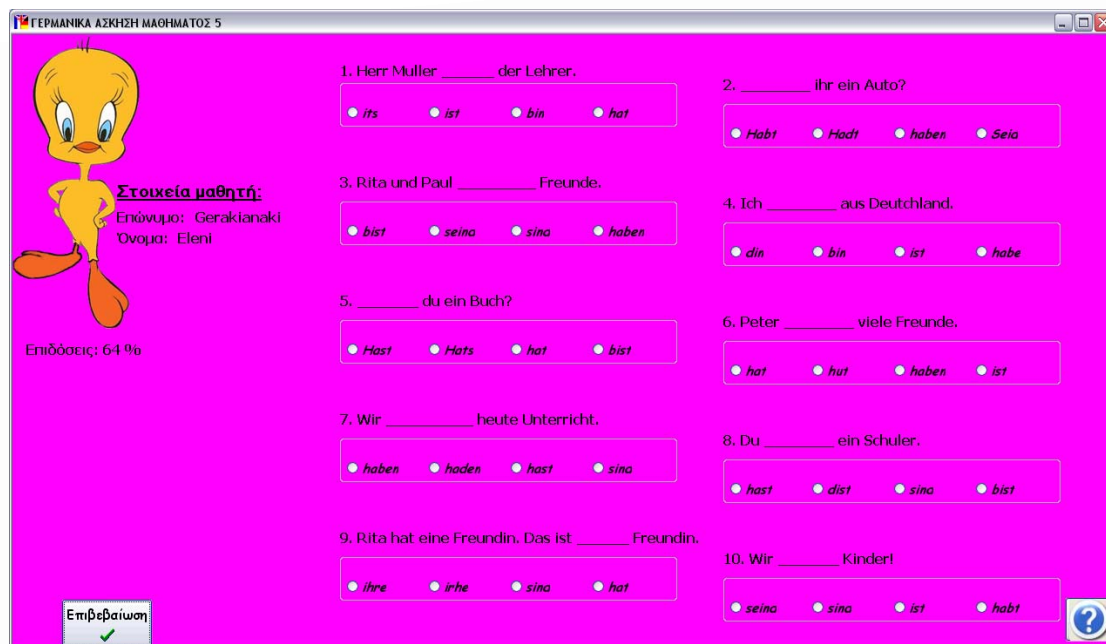 ΓΕΡΜΑΝΙΚΑ ΑΣΚΗΣΗ ΜΑΘΗΜΑΤΟΣ 5
Στοιχεία μαθητή:
Επώνυμο: Gerakianaki
Όνομα: Eleni
Επιδόσεις: 64 %
1. Herr Muller ______ der Lehrer.
its ist bin hat
2. ________ ihr ein Auto?
Habt Hadt haben Seid
3. Rita und Paul _________ Freunde.
bist seind sind haben
4. Ich _________ aus Deutchland.
din bin ist habe
5. _______ du ein Buch?
Hast Hats hat bist
6. Peter ________ viele Freunde.
hat hut haben ist
7. Wir __________ heute Unterricht.
haben haden hast sind
8. Du ________ ein Schuler.
hast dist sind bist
9. Rita hat eine Freundin. Das ist ______ Freundin.
ihre irhe sind hat
10. Wir _______ Kinder!
seind sind ist habt
Επιβεβαίωση
?